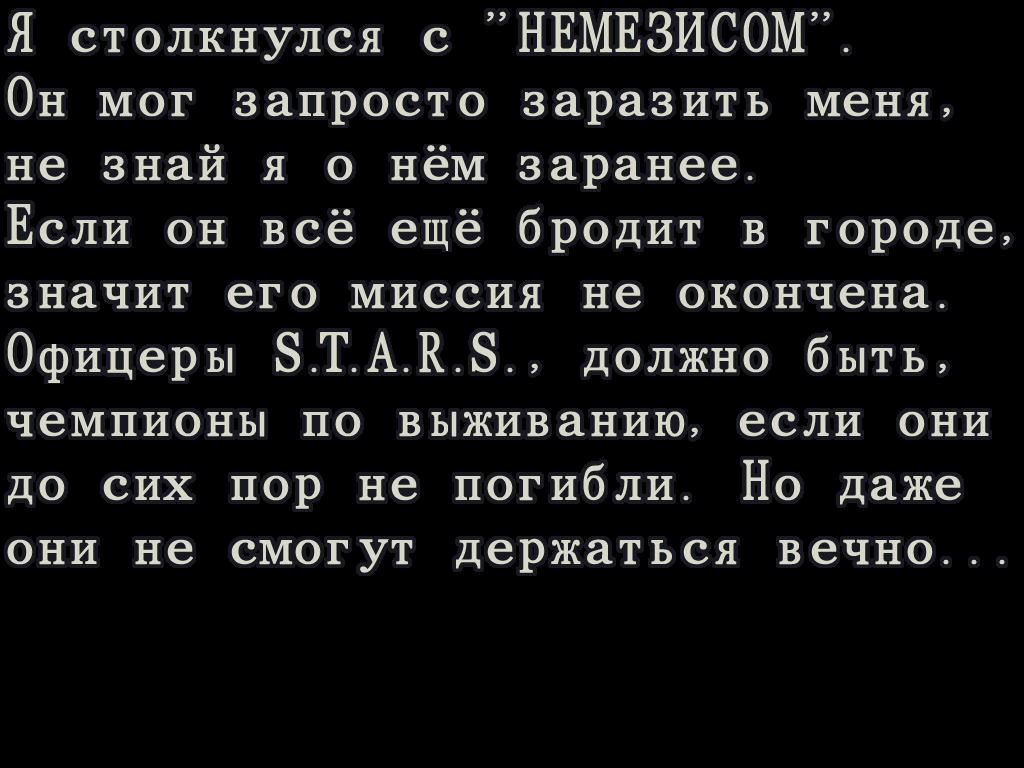 Я столкнулся с ”НЕМЕЗИСОМ”.
Он мог запросто заразить меня,
не знай я о нём заранее.
Если он всё ещё бродит в городе,
значит его миссия не окончена.
Офицеры S.T.A.R.S., должно быть,
чемпионы по выживанию, если они
до сих пор не погибли. Но даже
они не смогут держаться вечно...